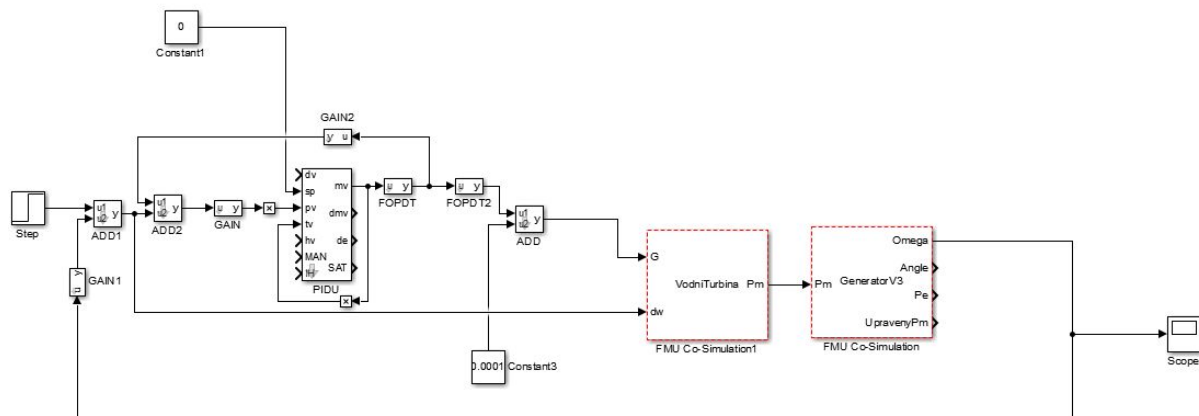 0
Constant1
GAIN2
y u
dv
sp
pv
tv
hv
MAN
mv
dmv
de
SAT
PIDU
u y
FOPDT
u y
FOPDT2
Step
u1
u2
y
ADD1
u1
u2
y
ADD2
u y
GAIN
u1
u2
y
ADD
u y
GAIN1
G
dw
VodniTurbina
Pm
FMU Co-Simulation1
Pm
GeneratorV3
Omega
Angle
Pe
UpravenyPm
FMU Co-Simulation
Scope
0.0001
Constant3